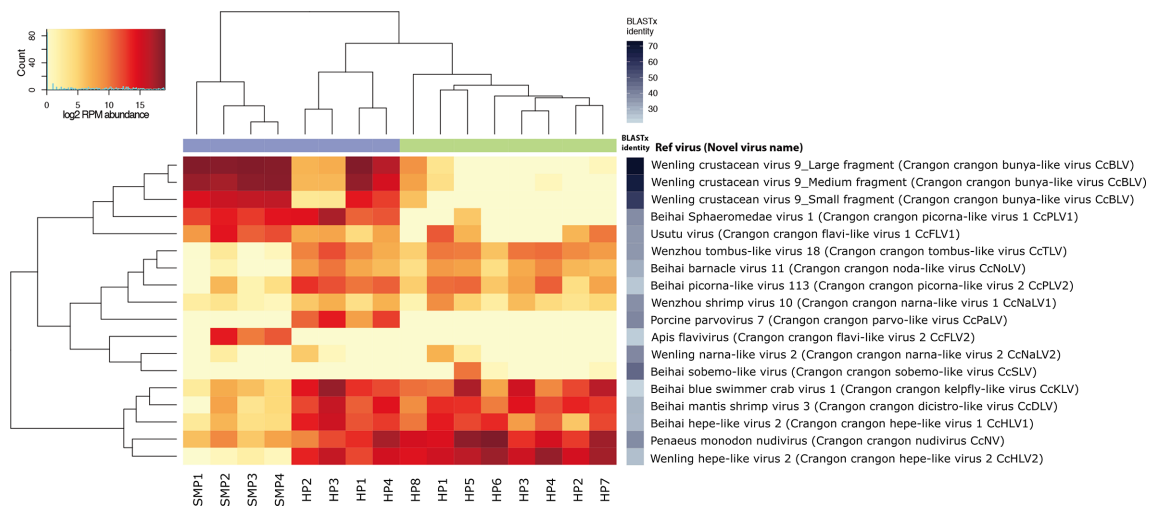 BLASTx
identity
70
60
50
40
30
Count
80
40
0
0 5 10 15
log2 RPM abundance
BLASTx
identity
Ref virus (Novel virus name)
Wenling crustacean virus 9_Large fragment (Crangon crangon bunya-like virus CcBLV)
Wenling crustacean virus 9_Medium fragment (Crangon crangon bunya-like virus CcBLV)
Wenling crustacean virus 9_Small fragment (Crangon crangon bunya-like virus CcBLV)
Beihai Sphaeromedae virus 1 (Crangon crangon picorna-like virus 1 CcPLV1)
Usutu virus (Crangon crangon flavi-like virus 1 CcFLV1)
Wenzhou tombus-like virus 18 (Crangon crangon tombus-like virus CcTLV)
Beihai barnacle virus 11 (Crangon crangon noda-like virus CcNoLV)
Beihai picorna-like virus 113 (Crangon crangon picorna-like virus 2 CcPLV2)
Wenzhou shrimp virus 10 (Crangon crangon narna-like virus 1 CcNaLV1)
Porcine parvovirus 7 (Crangon crangon parvo-like virus CcPaLV)
Apis flavivirus (Crangon crangon flavi-like virus 2 CcFLV2)
Wenling narna-like virus 2 (Crangon crangon narna-like virus 2 CcNaLV2)
Beihai sobemo-like virus (Crangon crangon sobemo-like virus CcSLV)
Beihai blue swimmer crab virus 1 (Crangon crangon kelpfly-like virus CcKLV)
Beihai mantis shrimp virus 3 (Crangon crangon dicistro-like virus CcDLV)
Beihai hepe-like virus 2 (Crangon crangon hepe-like virus 1 CcHLV1)
Penaeus monodon nudivirus (Crangon crangon nudivirus CcNV)
Wenling hepe-like virus 2 (Crangon crangon hepe-like virus 2 CcHLV2)
SMP1 SMP2 SMP3 SMP4 HP2 HP3 HP1 HP4 HP8 HP1 HP5 HP6 HP3 HP4 HP2 HP7